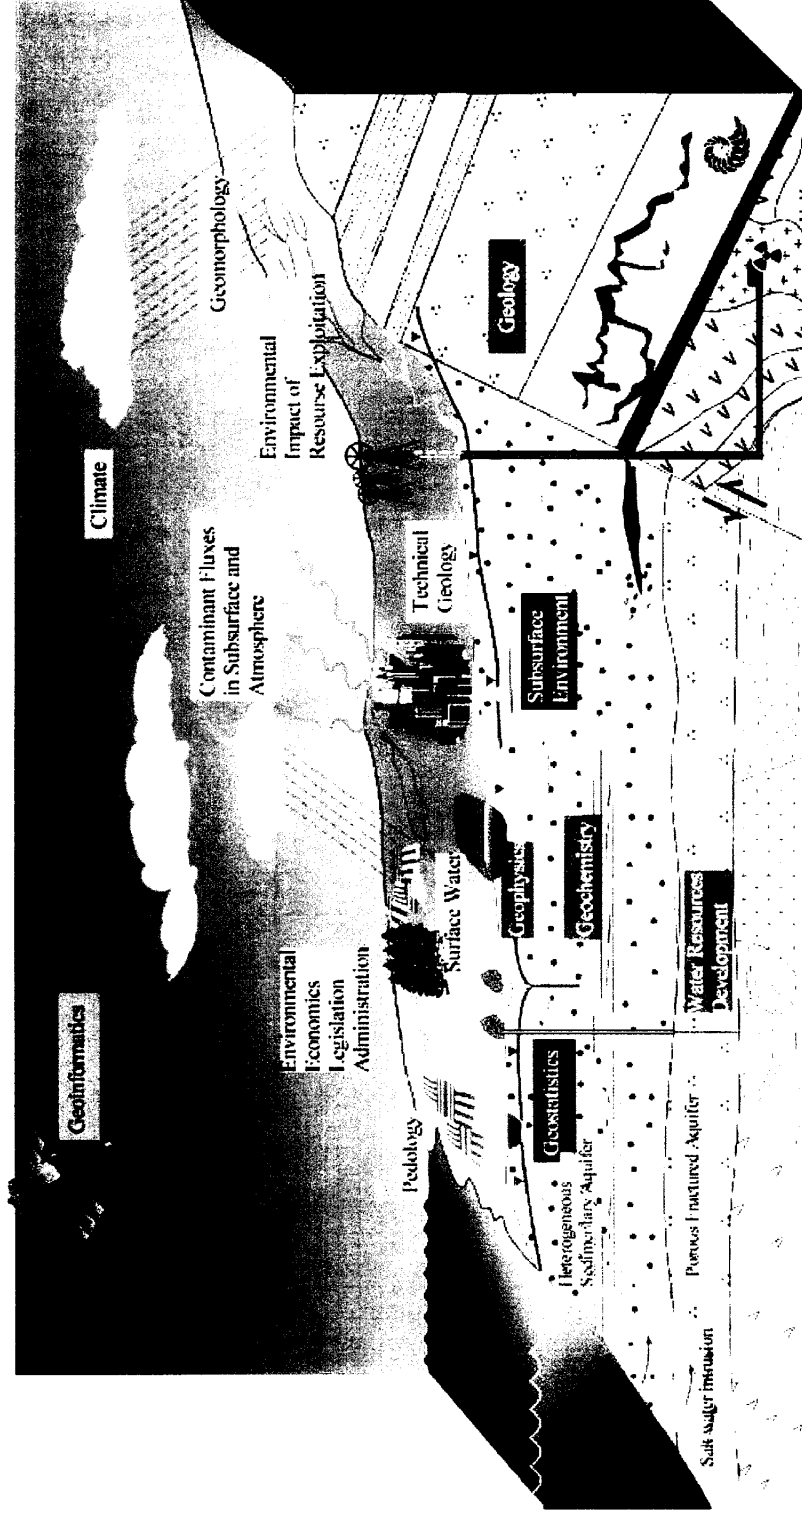 Geoinformatics
Climate
Contaminant Fluxes
in Subsurface and
Atmosphere
Geomorphology
Environmental
Economics
Legislation
Administration
Environmental
Impact of
Resourse Exploitation
Pedology
Surface Water
Technical
Geology
Geostatistics
Geophysics
Subsurface
Environment
Geology
Heterogeneous
Sedimentary Aquifer
Geochemistry
Porous Fractured Aquifer
Water Resources
Development
Salt water intrusion